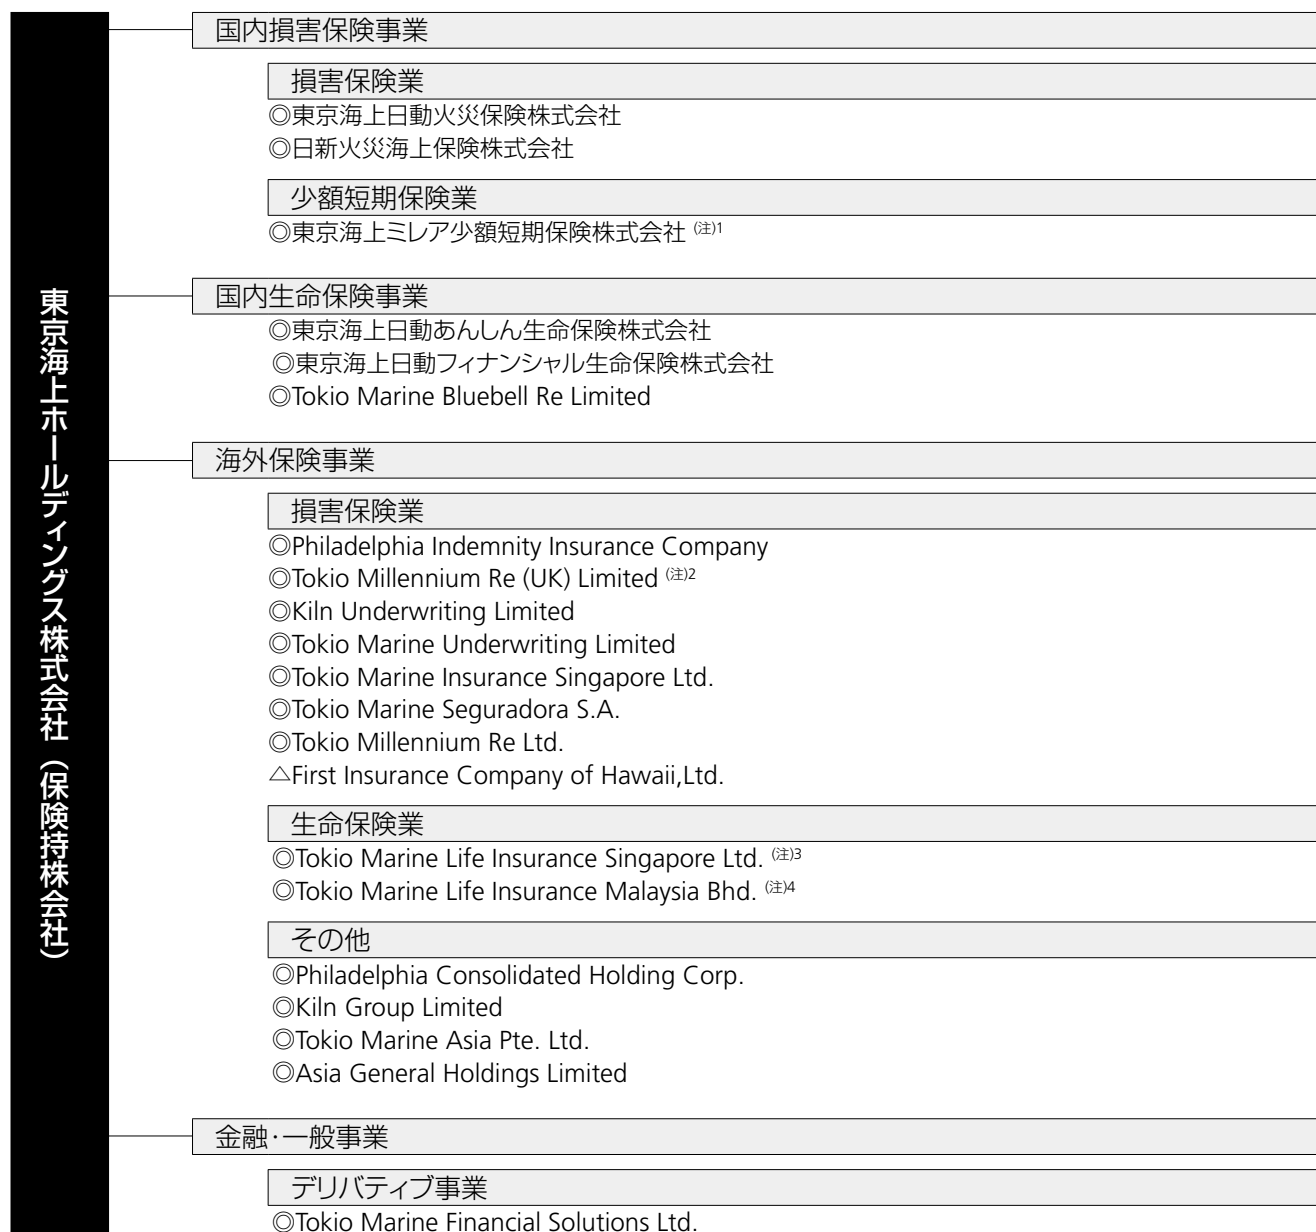 東京海上ホールディングス株式会社（保険持株会社）
国内損害保険事業
損害保険業
◎東京海上日動火災保険株式会社
◎日新火災海上保険株式会社
少額短期保険業
◎東京海上ミレア少額短期保険株式会社 (注)1
国内生命保険事業
◎東京海上日動あんしん生命保険株式会社
◎東京海上日動フィナンシャル生命保険株式会社
◎Tokio Marine Bluebell Re Limited
海外保険事業
損害保険業
◎Philadelphia Indemnity Insurance Company
◎Tokio Millennium Re (UK) Limited (注)2
◎Kiln Underwriting Limited
◎Tokio Marine Underwriting Limited
◎Tokio Marine Insurance Singapore Ltd.
◎Tokio Marine Seguradora S.A.
◎Tokio Millennium Re Ltd.
△First Insurance Company of Hawaii,Ltd.
生命保険業
◎Tokio Marine Life Insurance Singapore Ltd. (注)3
◎Tokio Marine Life Insurance Malaysia Bhd. (注)4
その他
◎Philadelphia Consolidated Holding Corp.
◎Kiln Group Limited
◎Tokio Marine Asia Pte. Ltd.
◎Asia General Holdings Limited
金融・一般事業
デリバティブ事業
◎Tokio Marine Financial Solutions Ltd.